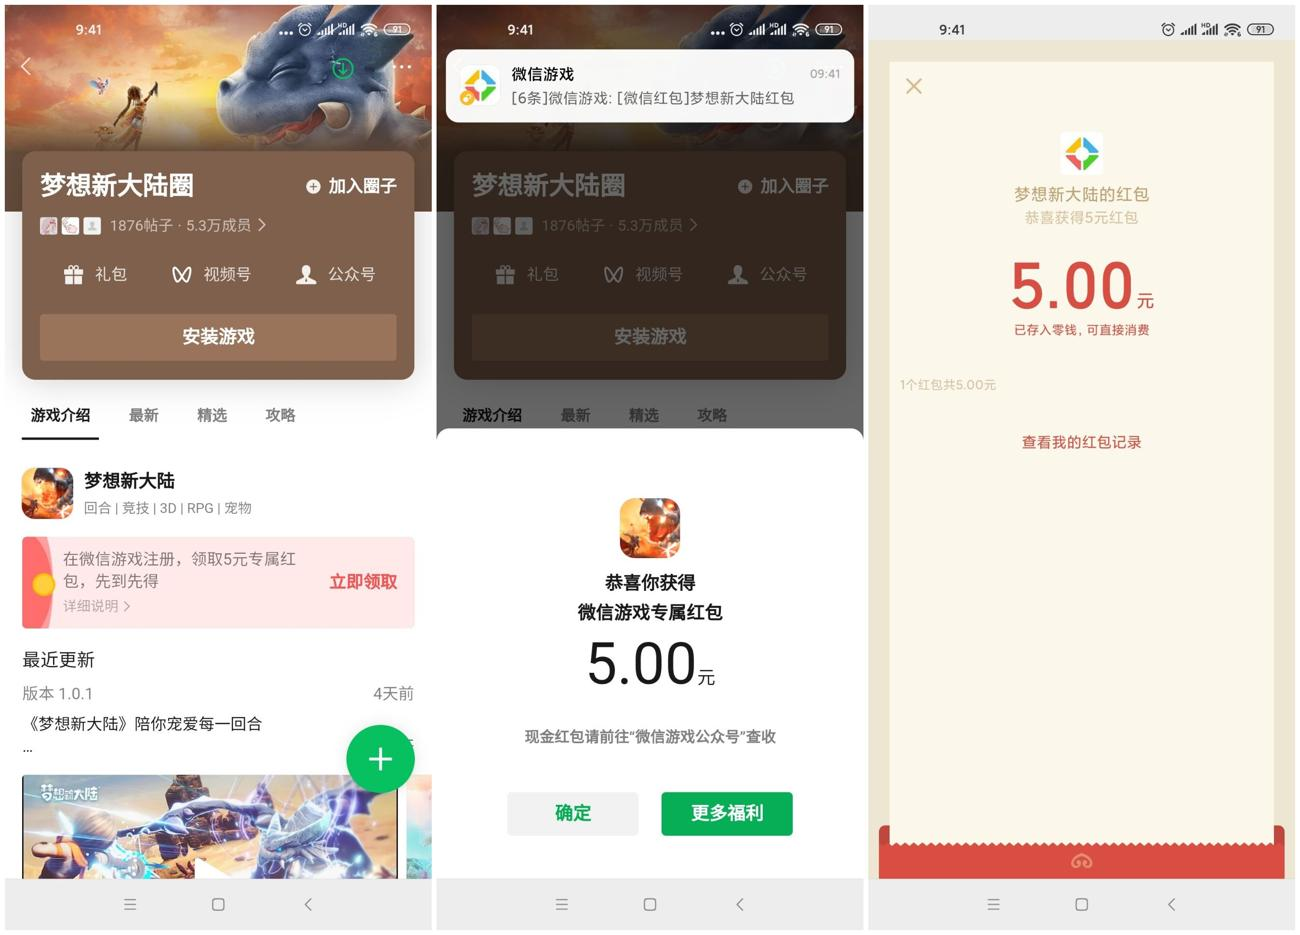 9:41
HD
91
梦想新大陆圈
加入圈子
1876帖子 · 5.3万成员
礼包
视频号
公众号
安装游戏
游戏介绍
最新
精选
攻略
梦想新大陆
回合 | 竞技 | 3D | RPG | 宠物
在微信游戏注册，领取5元专属红
包，先到先得
立即领取
详细说明
最近更新
版本 1.0.1
4天前
《梦想新大陆》陪你宠爱每一回合
...
梦想新大陆
9:41
HD
91
微信游戏
09:41
[6条]微信游戏: [微信红包]梦想新大陆红包
梦想新大陆圈
加入圈子
1876帖子 · 5.3万成员
礼包
视频号
公众号
安装游戏
游戏介绍
最新
精选
攻略
恭喜你获得
微信游戏专属红包
5.00元
现金红包请前往“微信游戏公众号”查收
确定
更多福利
9:41
HD
91
梦想新大陆的红包
恭喜获得5元红包
5.00元
已存入零钱，可直接消费
1个红包共5.00元
查看我的红包记录